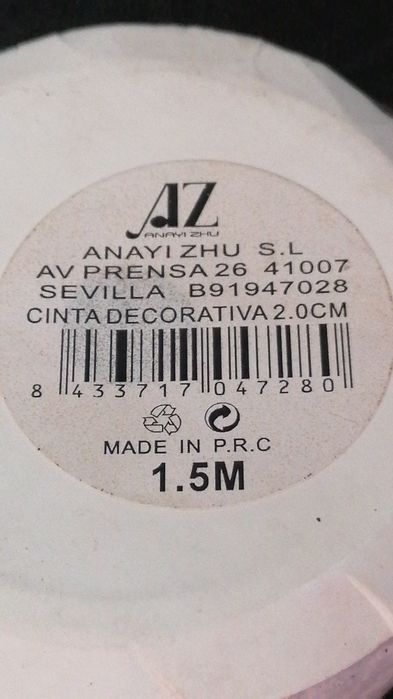 AZ
ANAYI ZHU
ANAYI ZHU S.L
AV PRENSA 26 41007
SEVILLA B91947028
CINTA DECORATIVA 2.0CM
8 433717 047280
MADE IN P.R.C
1.5M